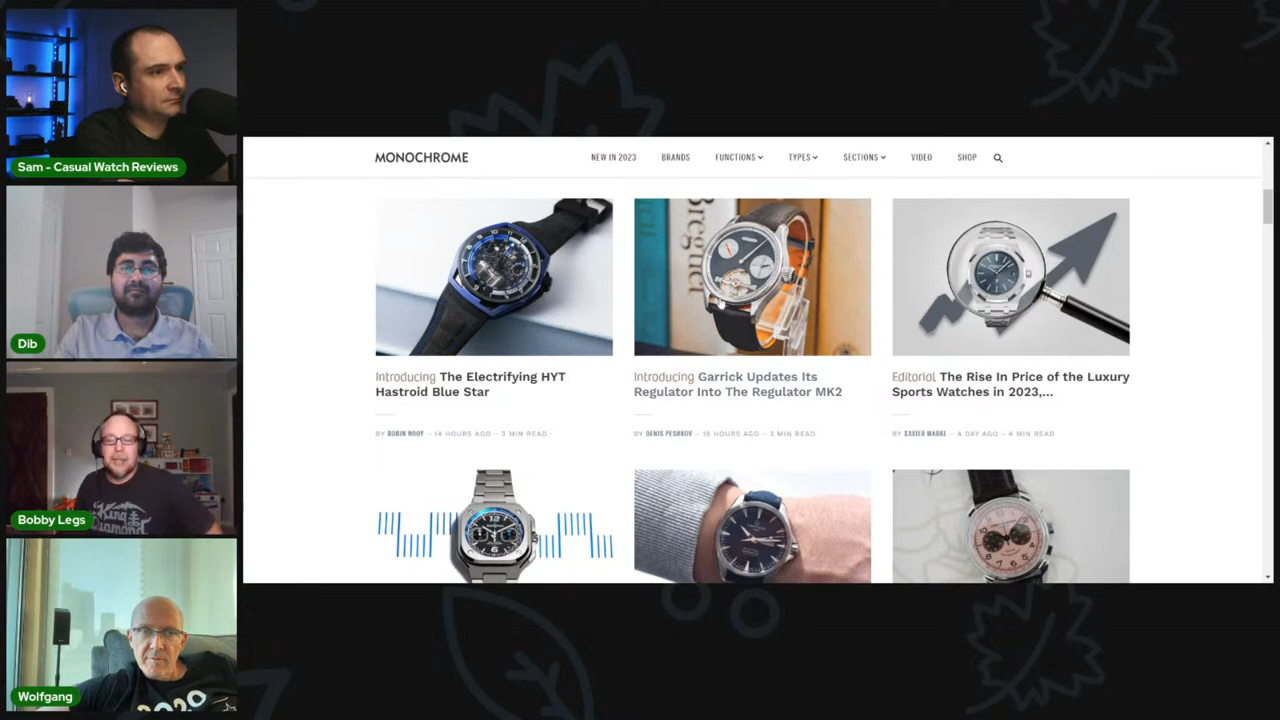 Sam - Casual Watch Reviews
Dib
Bobby Legs
Wolfgang
MONOCHROME
NEW IN 2023 BRANDS FUNCTIONS TYPES SECTIONS VIDEO SHOP
Breguet
Introducing The Electrifying HYT
Hastroid Blue Star
BY ROBIN NOOY — 14 HOURS AGO — 3 MIN READ
Introducing Garrick Updates Its
Regulator Into The Regulator MK2
BY DENIS PESHKOV — 18 HOURS AGO — 3 MIN READ
Editorial The Rise In Price of the Luxury
Sports Watches in 2023,...
BY XAVIER MARKL — A DAY AGO — 4 MIN READ